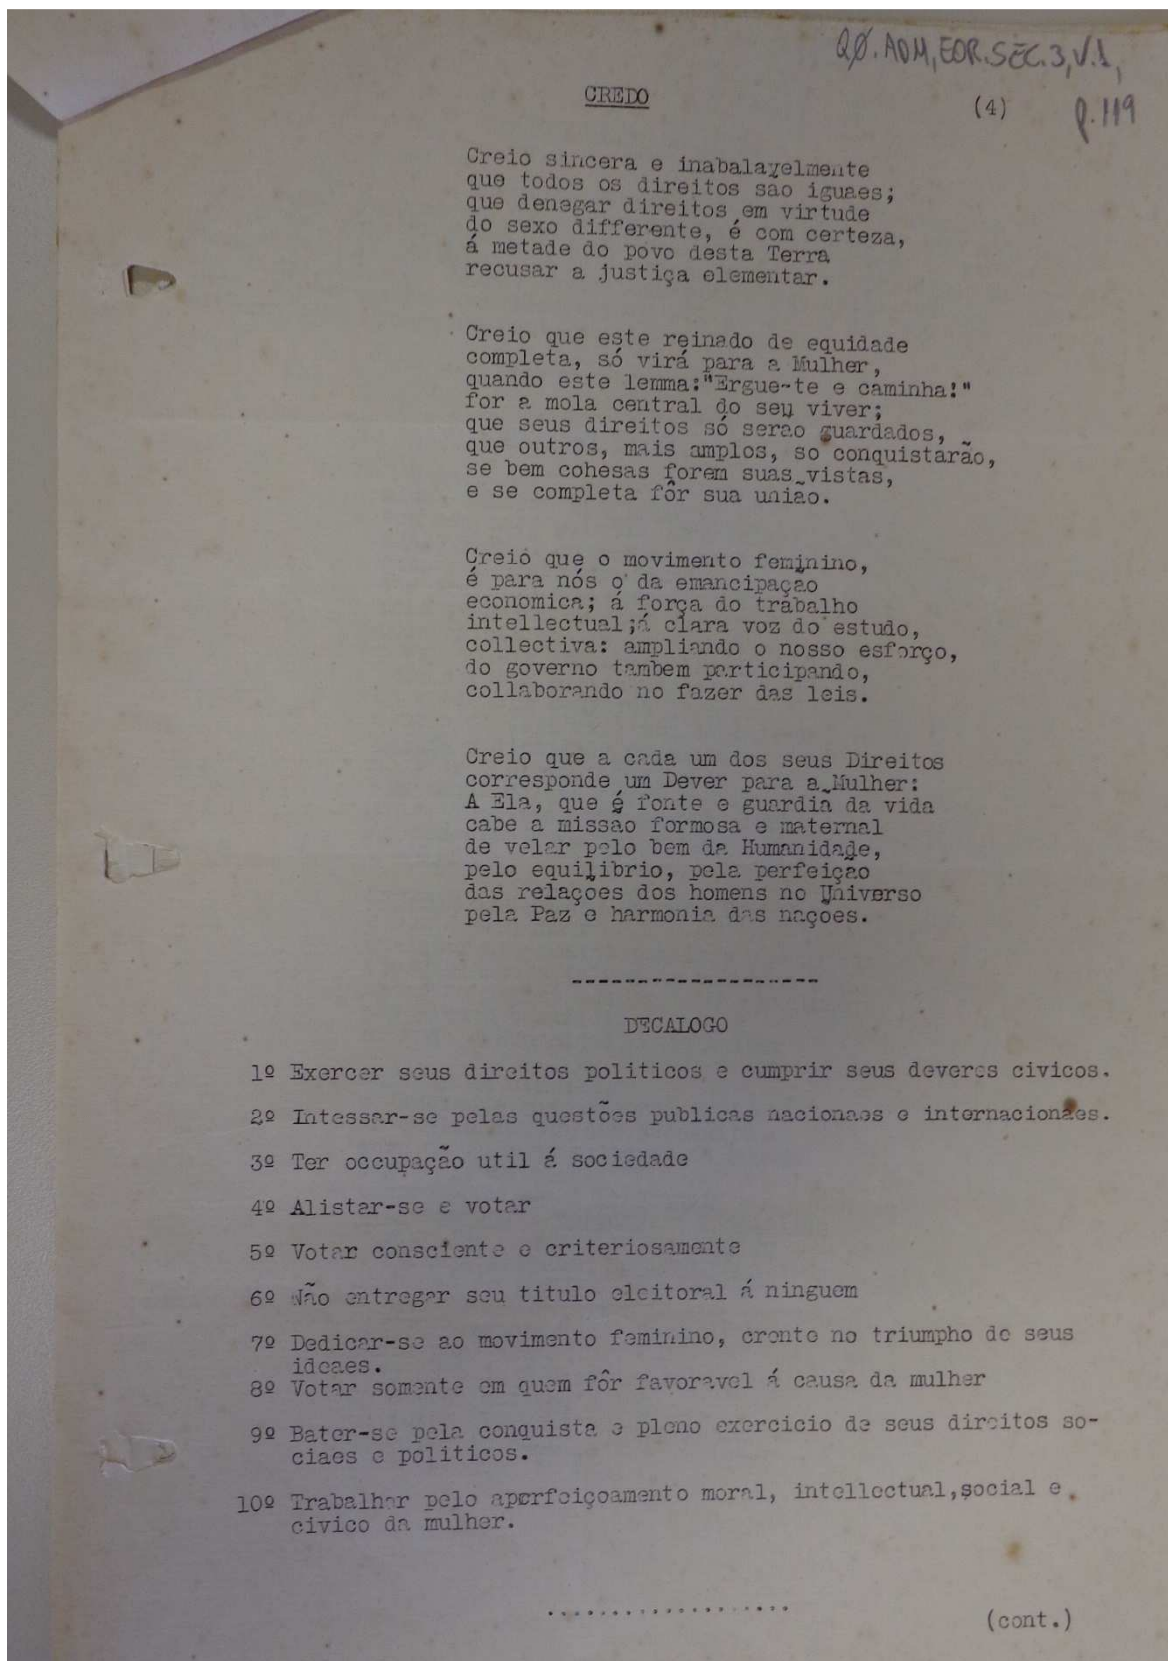 QØ.ADM,EOR.SEC.3,V.1,
p.119
CREDO
(4)
Creio sincera e inabalavelmente
que todos os direitos são iguaes;
que denegar direitos em virtude
do sexo differente, é com certeza,
á metade do povo desta Terra
recusar a justiça elementar.
Creio que este reinado de equidade
completa, só virá para a Mulher,
quando este lemma:"Ergue-te e caminha!"
for a mola central do seu viver;
que seus direitos só serão guardados,
que outros, mais amplos, so conquistarão,
se bem cohesas forem suas vistas,
e se completa fôr sua união.
Creio que o movimento feminino,
é para nós o da emancipação
economica; á força do trabalho
intellectual;á clara voz do estudo,
collectiva: ampliando o nosso esforço,
do governo tambem participando,
collaborando no fazer das leis.
Creio que a cada um dos seus Direitos
corresponde um Dever para a Mulher:
A Ela, que é fonte e guardiã da vida
cabe a missão formosa e maternal
de velar pelo bem da Humanidade,
pelo equilibrio, pela perfeição
das relações dos homens no Universo
pela Paz e harmonia das nações.
--------------------
DECALOGO
1º Exercer seus direitos politicos e cumprir seus deveres civicos.
2º Intessar-se pelas questões publicas nacionaes e internacionaes.
3º Ter occupação util á sociedade
4º Alistar-se e votar
5º Votar consciente e criteriosamente
6º Não entregar seu titulo eleitoral á ninguem
7º Dedicar-se ao movimento feminino, crente no triumpho de seus
ideaes.
8º Votar somente em quem fôr favoravel á causa da mulher
9º Bater-se pela conquista e pleno exercicio de seus direitos so-
ciaes e politicos.
10º Trabalhar pelo aperfeiçoamento moral, intellectual,social e
civico da mulher.
....................
(cont.)